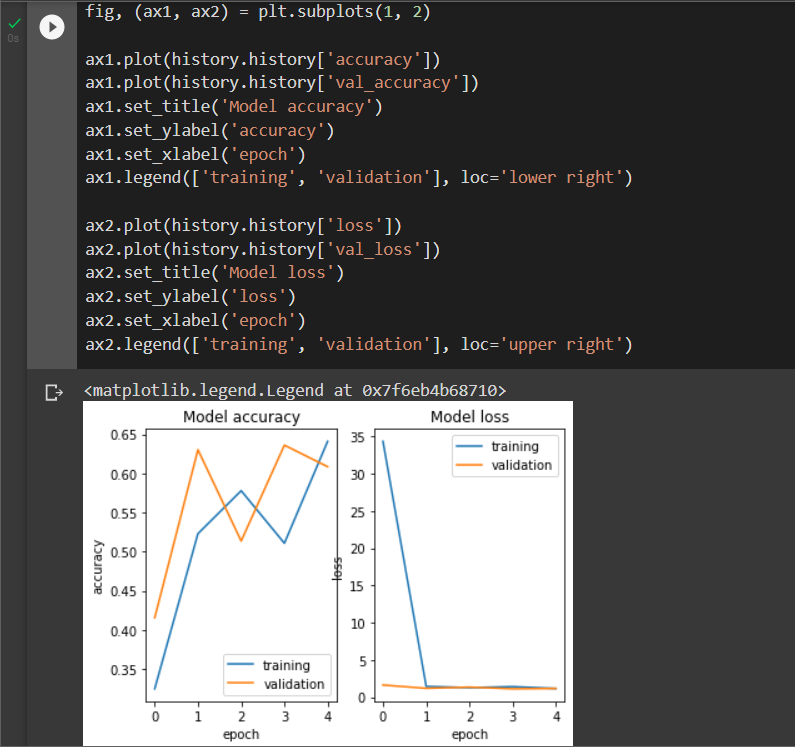 fig, (ax1, ax2) = plt.subplots(1, 2)
ax1.plot(history.history['accuracy'])
ax1.plot(history.history['val_accuracy'])
ax1.set_title('Model accuracy')
ax1.set_ylabel('accuracy')
ax1.set_xlabel('epoch')
ax1.legend(['training', 'validation'], loc='lower right')
ax2.plot(history.history['loss'])
ax2.plot(history.history['val_loss'])
ax2.set_title('Model loss')
ax2.set_ylabel('loss')
ax2.set_xlabel('epoch')
ax2.legend(['training', 'validation'], loc='upper right')
0s
<matplotlib.legend.Legend at 0x7f6eb4b68710>
Model accuracy
0.65
0.60
0.55
0.50
0.45
0.40
0.35
accuracy
training
validation
0 1 2 3 4
epoch
Model loss
35
30
25
20
15
10
5
0
loss
training
validation
0 1 2 3 4
epoch